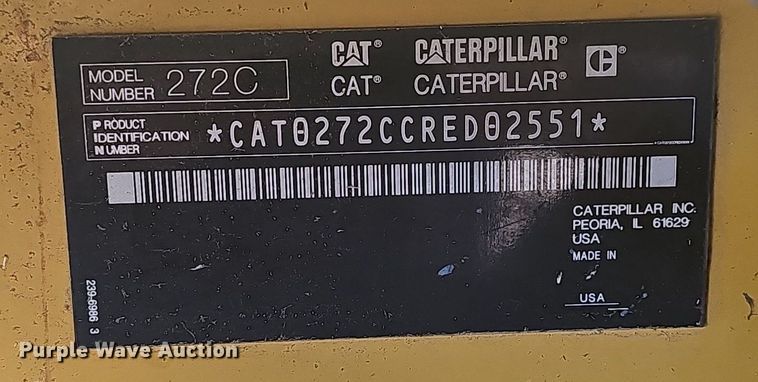 CAT® CATERPILLAR®
CAT® CATERPILLAR®
MODEL
NUMBER 272C
PRODUCT
IDENTIFICATION
NUMBER
*CAT0272CCRED02551*
CATERPILLAR INC.
PEORIA, IL 61629
USA
MADE IN
USA
239-6986 3
Purple Wave Auction